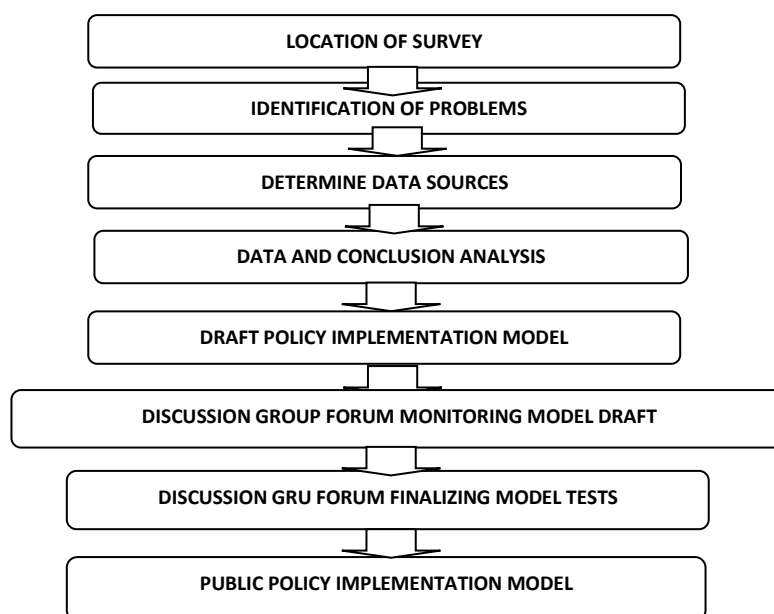 LOCATION OF SURVEY
IDENTIFICATION OF PROBLEMS
DETERMINE DATA SOURCES
DATA AND CONCLUSION ANALYSIS
DRAFT POLICY IMPLEMENTATION MODEL
DISCUSSION GROUP FORUM MONITORING MODEL DRAFT
DISCUSSION GRU FORUM FINALIZING MODEL TESTS
PUBLIC POLICY IMPLEMENTATION MODEL